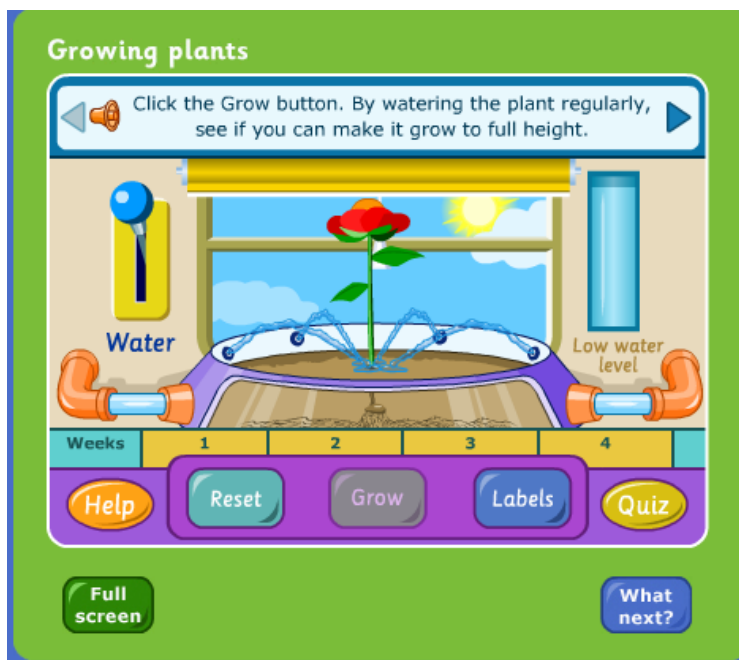 Growing plants
Click the Grow button. By watering the plant regularly,
see if you can make it grow to full height.
Water
Low water
level
Weeks 1 2 3 4
Help Reset Grow Labels Quiz
Full
screen
What
next?